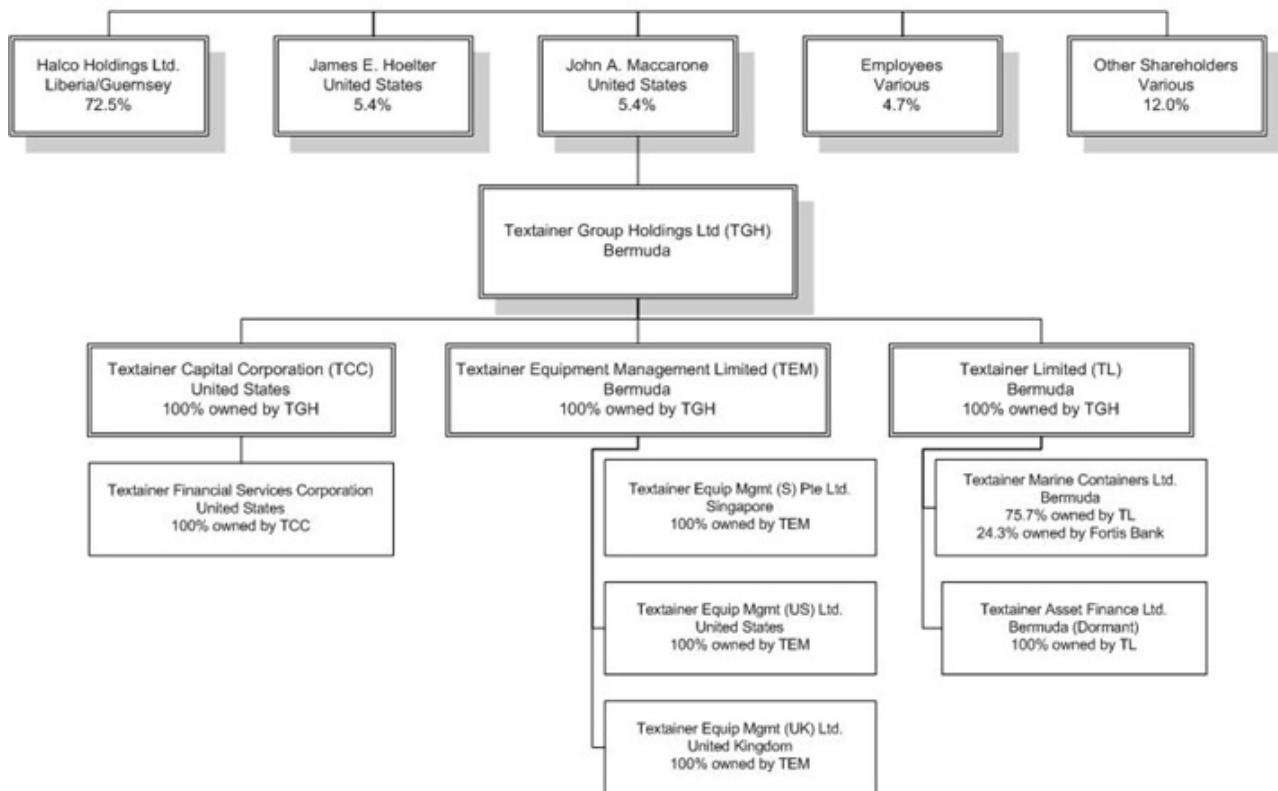 Halco Holdings Ltd.
Liberia/Guernsey
72.5%
James E. Hoelter
United States
5.4%
John A. Maccarone
United States
5.4%
Employees
Various
4.7%
Other Shareholders
Various
12.0%
Textainer Group Holdings Ltd (TGH)
Bermuda
Textainer Capital Corporation (TCC)
United States
100% owned by TGH
Textainer Equipment Management Limited (TEM)
Bermuda
100% owned by TGH
Textainer Limited (TL)
Bermuda
100% owned by TGH
Textainer Financial Services Corporation
United States
100% owned by TCC
Textainer Equip Mgmt (S) Pte Ltd.
Singapore
100% owned by TEM
Textainer Marine Containers Ltd.
Bermuda
75.7% owned by TL
24.3% owned by Fortis Bank
Textainer Equip Mgmt (US) Ltd.
United States
100% owned by TEM
Textainer Asset Finance Ltd.
Bermuda (Dormant)
100% owned by TL
Textainer Equip Mgmt (UK) Ltd.
United Kingdom
100% owned by TEM